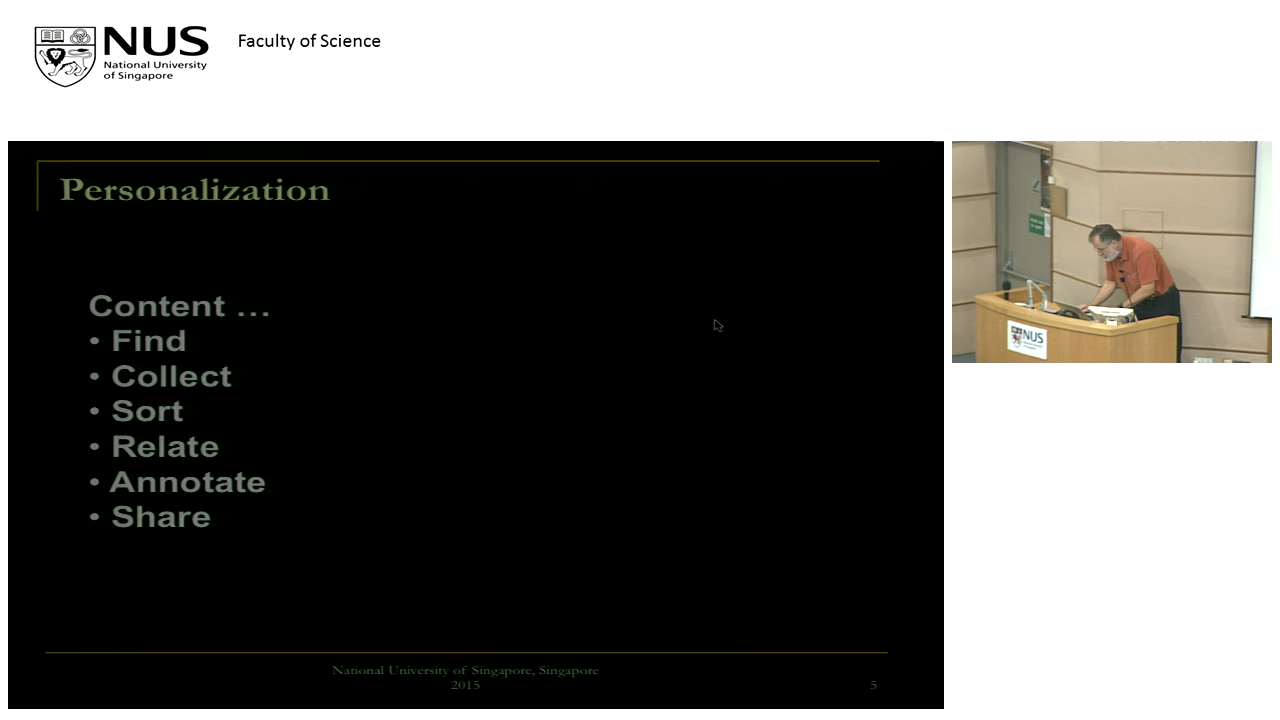 NUS
National University
of Singapore
Faculty of Science
Personalization
Content …
• Find
• Collect
• Sort
• Relate
• Annotate
• Share
National University of Singapore, Singapore
2015
5
NUS